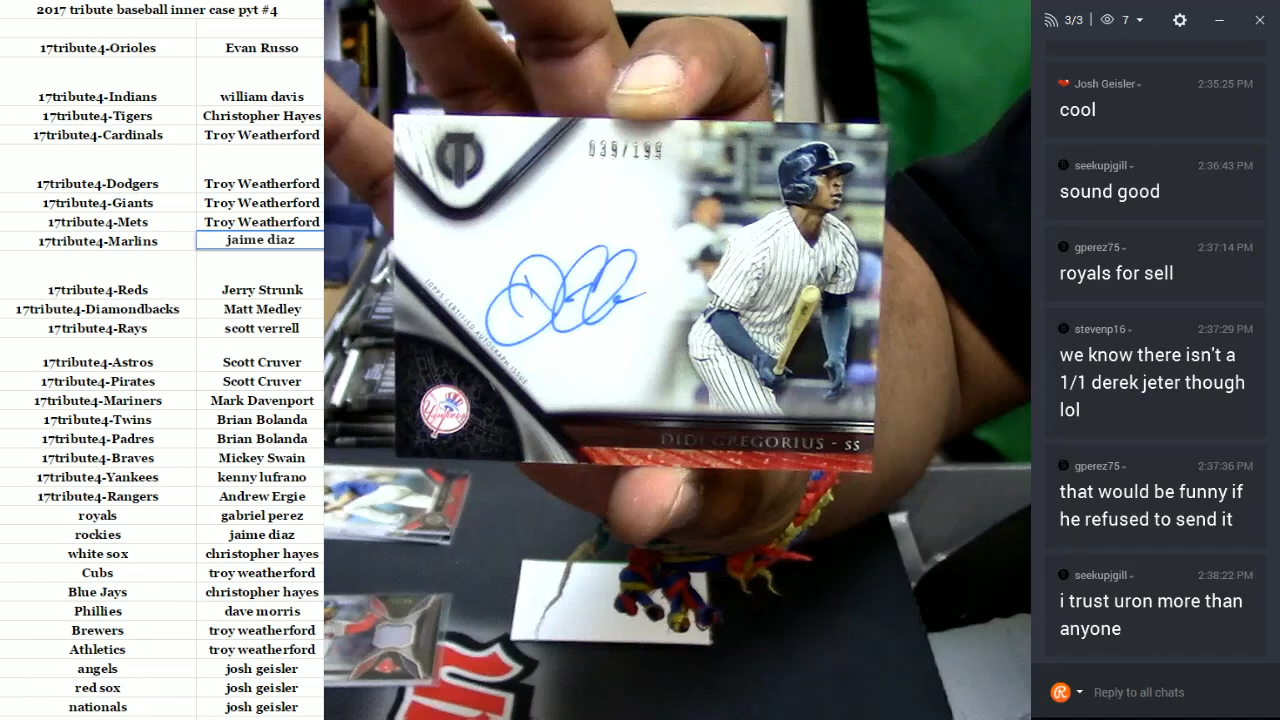 2017 tribute baseball inner case pyt #4
17tribute4-Orioles Evan Russo
17tribute4-Indians william davis
17tribute4-Tigers Christopher Hayes
17tribute4-Cardinals Troy Weatherford
17tribute4-Dodgers Troy Weatherford
17tribute4-Giants Troy Weatherford
17tribute4-Mets Troy Weatherford
17tribute4-Marlins jaime diaz
17tribute4-Reds Jerry Strunk
17tribute4-Diamondbacks Matt Medley
17tribute4-Rays scott verrell
17tribute4-Astros Scott Cruver
17tribute4-Pirates Scott Cruver
17tribute4-Mariners Mark Davenport
17tribute4-Twins Brian Bolanda
17tribute4-Padres Brian Bolanda
17tribute4-Braves Mickey Swain
17tribute4-Yankees kenny lufrano
17tribute4-Rangers Andrew Ergie
royals gabriel perez
rockies jaime diaz
white sox christopher hayes
Cubs troy weatherford
Blue Jays christopher hayes
Phillies dave morris
Brewers troy weatherford
Athletics troy weatherford
angels josh geisler
red sox josh geisler
nationals josh geisler
039/199
TOPPS CERTIFIED AUTOGRAPH ISSUE
Yankees
DIDI GREGORIUS - SS
3/3 7
Josh Geisler 2:35:25 PM
cool
seekupjgill 2:36:43 PM
sound good
gperez75 2:37:14 PM
royals for sell
stevenp16 2:37:29 PM
we know there isn't a
1/1 derek jeter though
lol
gperez75 2:37:36 PM
that would be funny if
he refused to send it
seekupjgill 2:38:22 PM
i trust uron more than
anyone
Reply to all chats